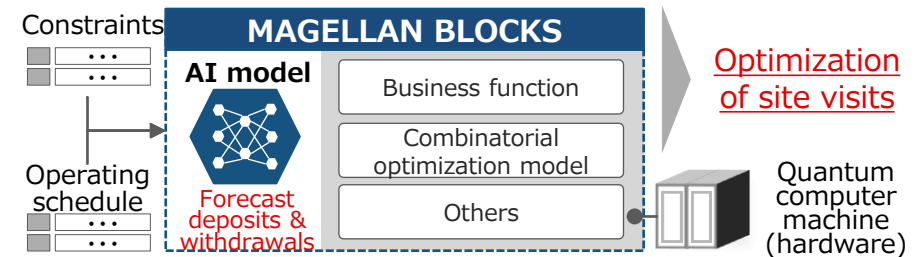 Constraints
•••
•••
Operating
schedule
•••
•••
MAGELLAN BLOCKS
AI model
Forecast
deposits &
withdrawals
Business function
Combinatorial
optimization model
Others
Optimization
of site visits
Quantum
computer
machine
(hardware)